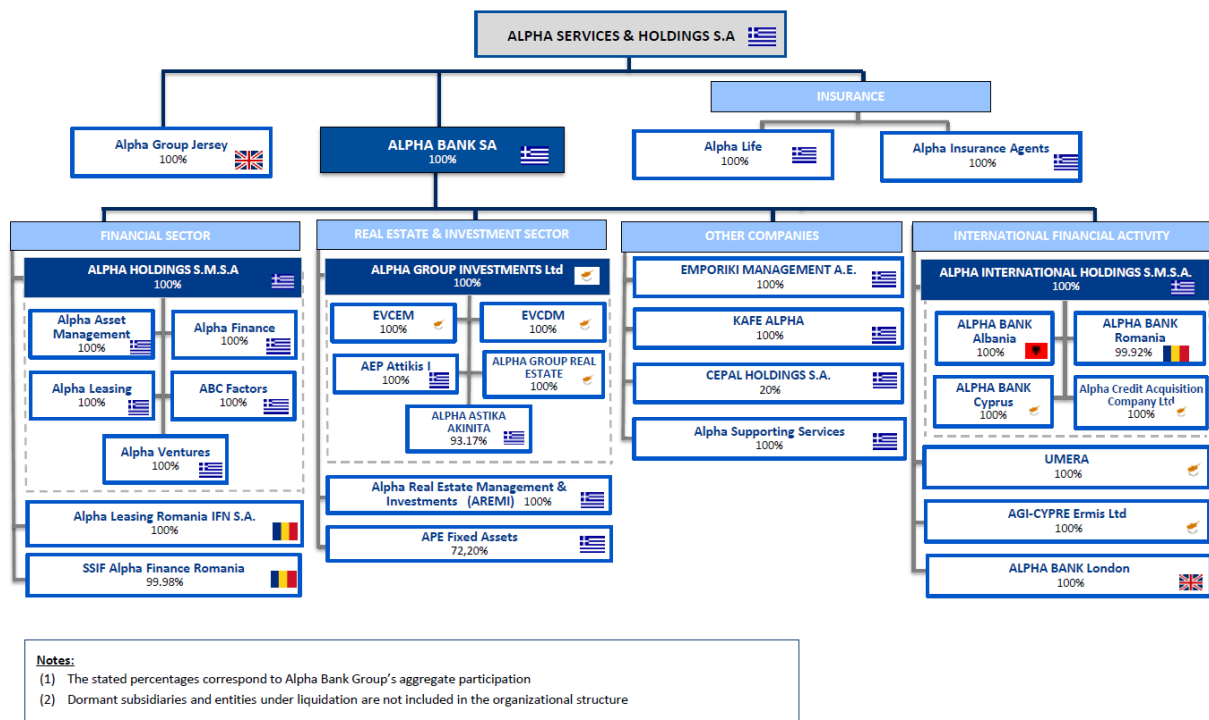 ALPHA SERVICES & HOLDINGS S.A
INSURANCE
Alpha Group Jersey
100%
ALPHA BANK SA
100%
Alpha Life
100%
Alpha Insurance Agents
100%
FINANCIAL SECTOR
REAL ESTATE & INVESTMENT SECTOR
OTHER COMPANIES
INTERNATIONAL FINANCIAL ACTIVITY
ALPHA HOLDINGS S.M.S.A
100%
Alpha Asset
Management
100%
Alpha Finance
100%
Alpha Leasing
100%
ABC Factors
100%
Alpha Ventures
100%
Alpha Leasing Romania IFN S.A.
100%
SSIF Alpha Finance Romania
99.98%
ALPHA GROUP INVESTMENTS Ltd
100%
EVCEM
100%
EVCDM
100%
AEP Attikis I
100%
ALPHA GROUP REAL
ESTATE
100%
ALPHA ASTIKA
AKINITA
93.17%
Alpha Real Estate Management &
Investments (AREMI) 100%
APE Fixed Assets
72,20%
EMPORIKI MANAGEMENT A.E.
100%
KAFE ALPHA
100%
CEPAL HOLDINGS S.A.
20%
Alpha Supporting Services
100%
ALPHA INTERNATIONAL HOLDINGS S.M.S.A.
100%
ALPHA BANK
Albania
100%
ALPHA BANK
Romania
99.92%
ALPHA BANK
Cyprus
100%
Alpha Credit Acquisition
Company Ltd
100%
UMERA
100%
AGI-CYPRE Ermis Ltd
100%
ALPHA BANK London
100%
Notes:
(1) The stated percentages correspond to Alpha Bank Group's aggregate participation
(2) Dormant subsidiaries and entities under liquidation are not included in the organizational structure